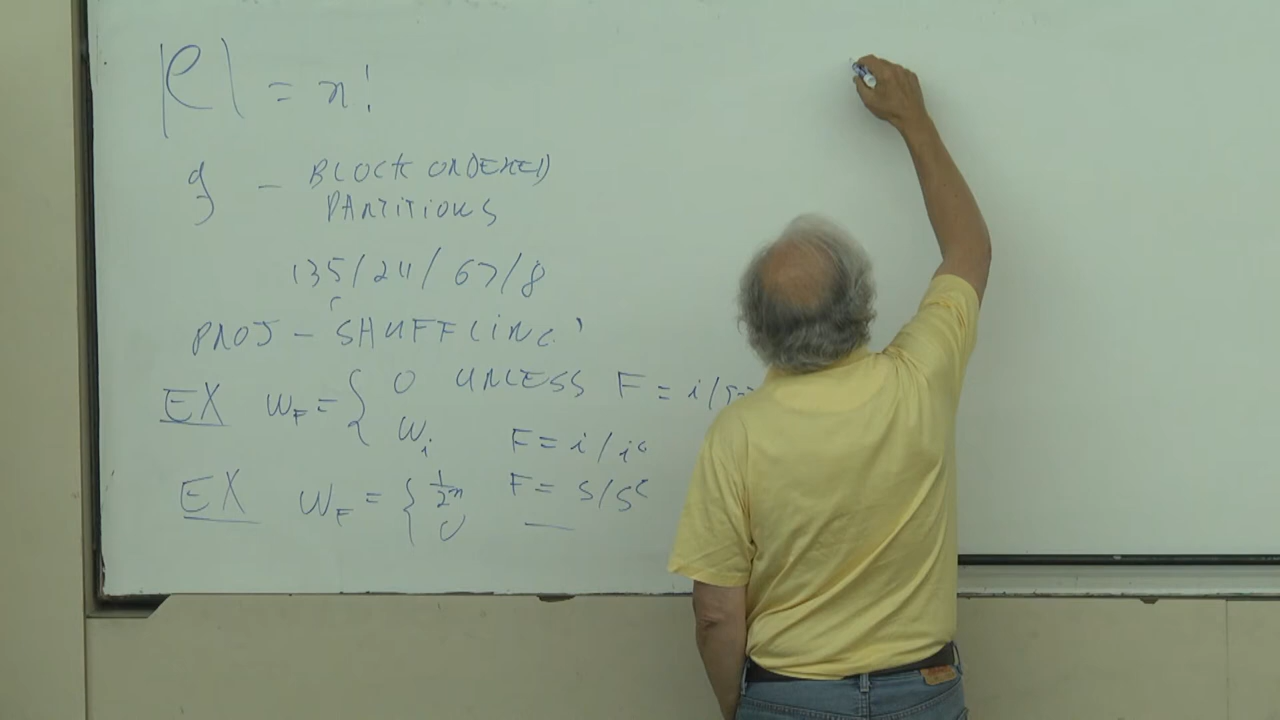 |C| = n!
F - BLOCK ORDERED
PARTITIONS
135/24/67/8
PROJ - 'SHUFFLING'
EX W_F = { 0 UNLESS F = i/
W_i F = i/i^c
EX W_F = { 1/2^n F = S/S^c
0